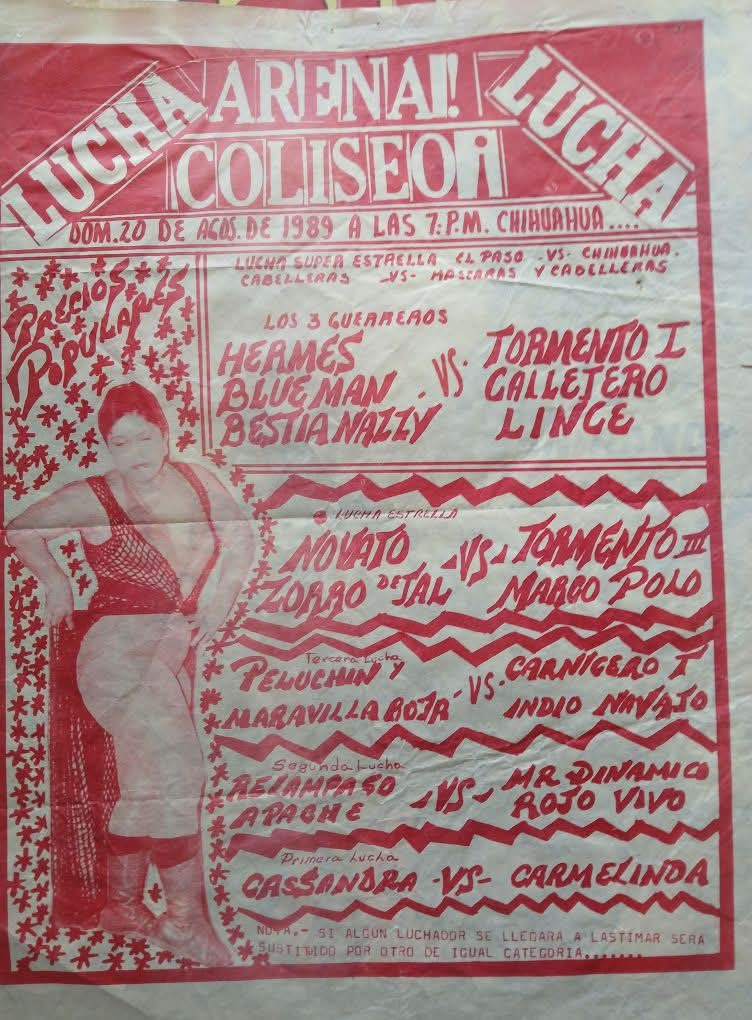 LUCHA ARENA! LUCHA
COLISEO¡
DOM. 20 DE AGOS. DE 1989 A LAS 7: P.M. CHIHUAHUA....
PRECIOS
POPULARES
LUCHA SUPER ESTRELLA EL PASO -VS- CHIHUAHUA.
CABELLERAS -VS- MASCARAS Y CABELLERAS
LOS 3 GUERREROS
HERMES
BLUE MAN
BESTIA NAZZY
.VS.
TORMENTO I
CALLEJERO
LINCE
LUCHA ESTRELLA
NOVATO
ZORRO DE JAL
-VS-
TORMENTO III
MARCO POLO
Tercera Lucha
PELUCHIN Y
MARAVILLA ROJA
-VS-
CARNICERO I
INDIO NAVAJO
Segunda Lucha
RELAMPAGO
APACHE
-VS-
MR. DINAMICO
ROJO VIVO
Primera Lucha
CASSANDRA -VS- CARMELINDA
NOTA.- SI ALGUN LUCHADOR SE LLEGARA A LASTIMAR SERA
SUSTITUIDO POR OTRO DE IGUAL CATEGORIA.......